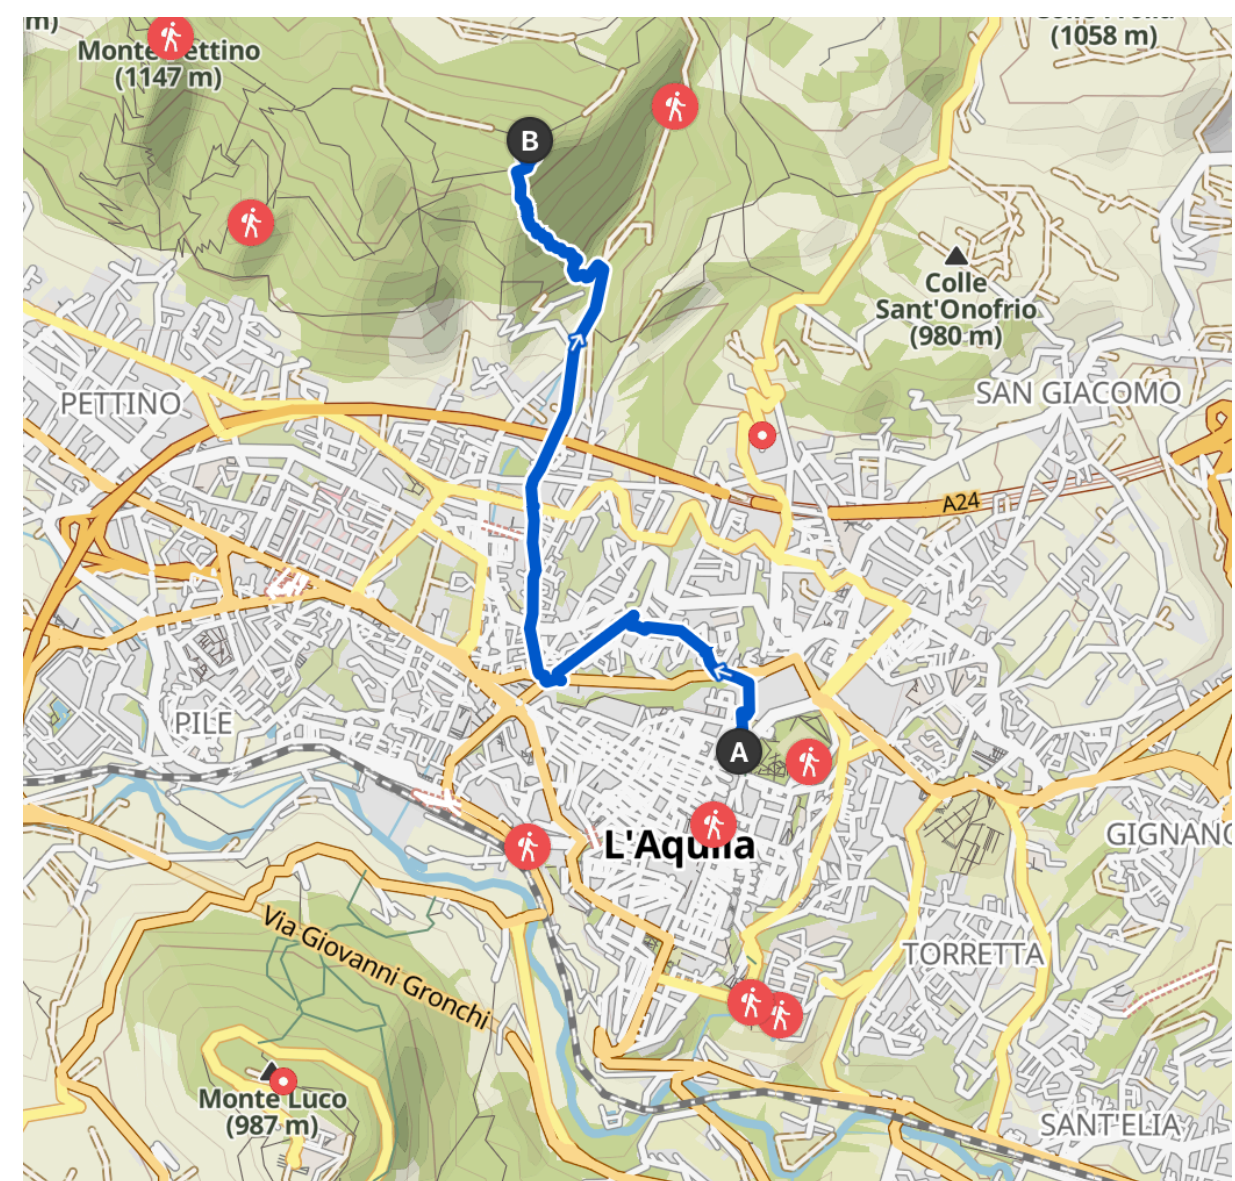 m)
(1147 m)
(1058 m)
B
Colle
Sant'Onofrio
(980 m)
PETTINO
SAN GIACOMO
A24
PILE
A
L'Aquila
GIGNANO
Via Giovanni Gronchi
TORRETTA
Monte Luco
(987 m)
SANT'ELIA